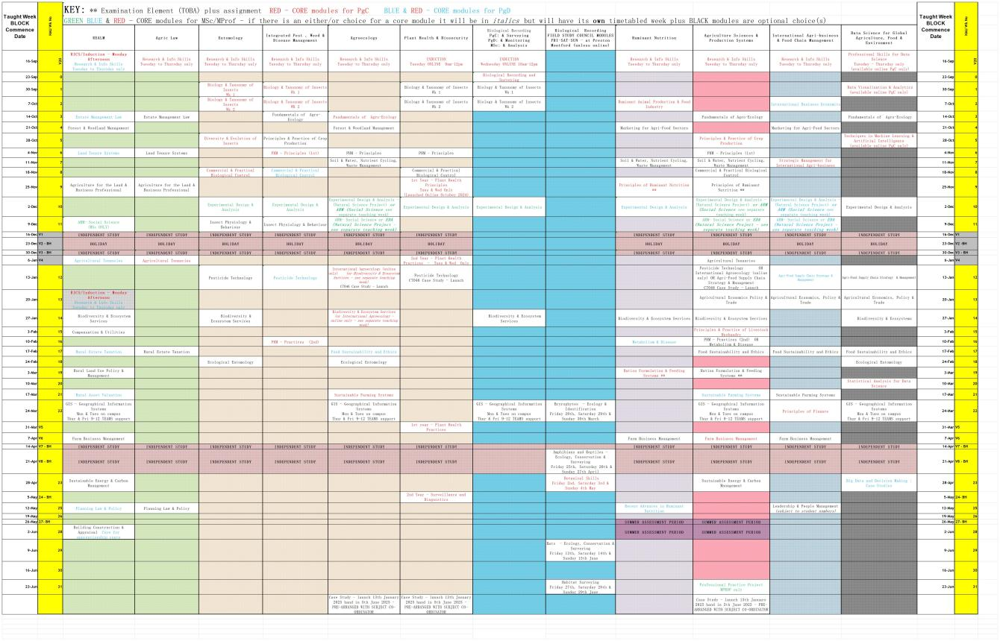 Taught Week BLOCK Commence Date
HAU Wk No
KEY: ** Examination Element (TOBA) plus assignment RED - CORE modules for PgC BLUE & RED - CORE modules for PgD
GREEN BLUE & RED - CORE modules for MSc/MProf - if there is an either/or choice for a core module it will be in italics but will have its own timetabled week plus BLACK modules are optional choice(s)
Taught Week BLOCK Commence Date
HAU Wk No
REALM
Agric Law
Entomology
Integrated Pest, Weed & Disease Management
Agroecology
Plant Health & Biosecurity
Biological Recording PgC: & Surveying PgD: & Monitoring MSc: & Analysis
Biological Recording FIELD STUDY COUNCIL MODULES FRI-SAT-SUN - at Preston Montford (unless online)
Ruminant Nutrition
Agriculture Sciences & Production Systems
International Agri-business & Food Chain Management
Data Science for Global Agriculture, Food & Environment
16-Sep V20 RICS/Induction - Monday Afternoon Research & Info Skills Tuesday to Thursday only
Research & Info Skills Tuesday to Thursday only
Research & Info Skills Tuesday to Thursday only
Research & Info Skills Tuesday to Thursday only
Research & Info Skills Tuesday to Thursday only
INDUCTION Tuesday ONLINE 9am-12pm
INDUCTION Wednesday ONLINE 10am-12pm
Research & Info Skills Tuesday to Thursday only
Research & Info Skills Tuesday to Thursday only
Research & Info Skills Tuesday to Thursday only
Professional Skills for Data Science Tuesday - Thursday only (available online PgC only)
16-Sep V20
23-Sep 0 Biological Recording and Surveying 23-Sep 0
30-Sep 1 Biology & Taxonomy of Insects Wk 1
Biology & Taxonomy of Insects Wk 1
Biology & Taxonomy of Insects Wk 1
Biology & Taxonomy of Insects Wk 1
Data Visualisation & Analytics (available online PgC only)
30-Sep 1
7-Oct 2 Biology & Taxonomy of Insects Wk 2
Biology & Taxonomy of Insects Wk 2
Biology & Taxonomy of Insects Wk 2
Biology & Taxonomy of Insects Wk 2
Ruminant Animal Production & Food Industry
International Business Economics
7-Oct 2
14-Oct 3 Estate Management Law
Estate Management Law
Fundamentals of Agro-Ecology
Fundamentals of Agro-Ecology
Fundamentals of Agro-Ecology
Fundamentals of Agro-Ecology
14-Oct 3
21-Oct 4 Forest & Woodland Management
Forest & Woodland Management
Marketing for Agri-Food Sectors
Marketing for Agri-Food Sectors
21-Oct 4
28-Oct 5 Diversity & Evolution of Insects
Principles & Practice of Crop Production
Principles & Practice of Crop Production
Techniques in Machine Learning & Artificial Intelligence (available online PgC only)
28-Oct 5
4-Nov 6 Land Tenure Systems
Land Tenure Systems
PHM - Principles (1st)
PHM - Principles
PHM - Principles
PHM - Principles (1st)
4-Nov 6
11-Nov 7 Soil & Water, Nutrient Cycling, Waste Management
Soil & Water, Nutrient Cycling, Waste Management
Soil & Water, Nutrient Cycling, Waste Management
Strategic Management for International Agri-business
11-Nov 7
18-Nov 8 Commercial & Practical Biological Control
Commercial & Practical Biological Control
Commercial & Practical Biological Control
Commercial & Practical Biological Control
18-Nov 8
25-Nov 9 Agriculture for the Land & Business Professional
Agriculture for the Land & Business Professional
1st Year - Plant Health Principles Tues & Wed Only (Launched Online October 2024)
Principles of Ruminant Nutrition **
Principles of Ruminant Nutrition **
25-Nov 9
2-Dec 10 Experimental Design & Analysis
Experimental Design & Analysis
Experimental Design & Analysis (Natural Science Project) or ARM (Social Science see separate teaching week)
Experimental Design & Analysis
Experimental Design & Analysis
Experimental Design & Analysis
Experimental Design & Analysis (Natural Science Project) or ARM (Social Science see separate teaching week)
Experimental Design & Analysis (Natural Science Project) or ARM (Social Science see separate teaching week)
2-Dec 10
9-Dec 11 ARM- Social Science (MSc ONLY)
Insect Physiology & Behaviour
Insect Physiology & Behaviour
ARM- Social Science or EDA (Natural Science Project - see separate teaching week)
ARM- Social Science or EDA (Natural Science Project - see separate teaching week)
ARM- Social Science or EDA (Natural Science Project - see separate teaching week)
9-Dec 11
16-Dec V1 INDEPENDENT STUDY INDEPENDENT STUDY INDEPENDENT STUDY INDEPENDENT STUDY INDEPENDENT STUDY INDEPENDENT STUDY INDEPENDENT STUDY INDEPENDENT STUDY INDEPENDENT STUDY INDEPENDENT STUDY 16-Dec V1
23-Dec V2 - BH HOLIDAY HOLIDAY HOLIDAY HOLIDAY HOLIDAY HOLIDAY HOLIDAY HOLIDAY HOLIDAY HOLIDAY 23-Dec V2 - BH
30-Dec V3 - BH INDEPENDENT STUDY INDEPENDENT STUDY INDEPENDENT STUDY INDEPENDENT STUDY INDEPENDENT STUDY INDEPENDENT STUDY INDEPENDENT STUDY INDEPENDENT STUDY INDEPENDENT STUDY INDEPENDENT STUDY 30-Dec V3 - BH
6-Jan V4 Agricultural Tenancies
Agricultural Tenancies
2nd Year - Plant Health Practices - Tues & Wed Only
Agricultural Tenancies
6-Jan V4
13-Jan 12 Pesticide Technology
Pesticide Technology
International Agroecology (online only) (or Biodiversity & Ecosystem Services - see separate teaching week) C7046 Case Study - Launch
Pesticide Technology C7046 Case Study - Launch
Pesticide Technology OR International Agroecology (online only) OR Agri-Food Supply Chain Strategy & Management C7046 Case Study - Launch
Agri-Food Supply Chain Strategy & Management
Agri-Food Supply Chain Strategy & Management
13-Jan 12
20-Jan 13 RICS/Induction - Monday Afternoon Research & Info Skills Tuesday to Thursday only
Agricultural Economics, Policy & Trade
Agricultural Economics, Policy & Trade
20-Jan 13
27-Jan 14 Biodiversity & Ecosystem Services
Biodiversity & Ecosystem Services
Biodiversity & Ecosystem Services (or International Agroecology - online only - see separate teaching week)
Biodiversity & Ecosystem Services
Biodiversity & Ecosystem Services
Biodiversity & Ecosystem Services
Biodiversity & Ecosystems
27-Jan 14
3-Feb 15 Compensation & Utilities
Principles & Practice of Livestock Husbandry
3-Feb 15
10-Feb 16 PHM - Practices (2nd)
Metabolism & Disease
PHM - Practices (2nd) OR Metabolism & Disease
10-Feb 16
17-Feb 17 Rural Estate Taxation
Rural Estate Taxation
Food Sustainability and Ethics
Food Sustainability and Ethics
Food Sustainability and Ethics
Food Sustainability and Ethics
17-Feb 17
24-Feb 18 Ecological Entomology
Ecological Entomology
Ecological Entomology
24-Feb 18
3-Mar 19 Rural Land Use Policy & Management
Ration Formulation & Feeding Systems **
Ration Formulation & Feeding Systems **
3-Mar 19
10-Mar 20 Statistical Analysis for Data Science
10-Mar 20
17-Mar 21 Rural Asset Valuation
Sustainable Farming Systems
Sustainable Farming Systems
Sustainable Farming Systems
17-Mar 21
24-Mar 22 GIS - Geographical Information Systems Mon & Tues on campus Thur & Fri 9-12 TEAMS support
GIS - Geographical Information Systems Mon & Tues on campus Thur & Fri 9-12 TEAMS support
GIS - Geographical Information Systems Mon & Tues on campus Thur & Fri 9-12 TEAMS support
Bryophytes - Ecology & Identification Friday 28th, Saturday 29th & Sunday 30th March
GIS - Geographical Information Systems Mon & Tues on campus Thur & Fri 9-12 TEAMS support
Principles of Finance
GIS - Geographical Information Systems Mon & Tues on campus Thur & Fri 9-12 TEAMS support
24-Mar 22
31-Mar V5 1st year - Plant Health Practices
31-Mar V5
7-Apr V6 Farm Business Management
Farm Business Management
Farm Business Management
Farm Business Management
7-Apr V6
14-Apr V7 - BH INDEPENDENT STUDY INDEPENDENT STUDY INDEPENDENT STUDY INDEPENDENT STUDY INDEPENDENT STUDY INDEPENDENT STUDY INDEPENDENT STUDY INDEPENDENT STUDY INDEPENDENT STUDY INDEPENDENT STUDY 14-Apr V7 - BH
21-Apr V8 - BH INDEPENDENT STUDY INDEPENDENT STUDY INDEPENDENT STUDY INDEPENDENT STUDY INDEPENDENT STUDY INDEPENDENT STUDY
Amphibians and Reptiles - Ecology, Conservation & Surveying Friday 25th, Saturday 26th & Sunday 27th April
INDEPENDENT STUDY INDEPENDENT STUDY INDEPENDENT STUDY INDEPENDENT STUDY 21-Apr V8 - BH
28-Apr 23 Sustainable Energy & Carbon Management
Botanical Skills Friday 2nd, Saturday 3rd & Sunday 4th May
Sustainable Energy & Carbon Management
Big Data and Decision Making : Case Studies
28-Apr 23
5-May 24 - BH 2nd Year - Surveillance and Diagnostics
5-May 24- BH
12-May 25 Planning Law & Policy
Planning Law & Policy
Recent Advances in Ruminant Nutrition
Leadership & People Management (subject to student numbers)
12-May 25
19-May 26 19-May 26
26-May 27- BH SUMMER ASSESSMENT PERIOD SUMMER ASSESSMENT PERIOD 26-May 27- BH
2-Jun 28 Building Construction & Appraisal Core for apprenticeship route
SUMMER ASSESSMENT PERIOD SUMMER ASSESSMENT PERIOD
2-Jun 28
9-Jun 29 Bats - Ecology, Conservation & Surveying Friday 13th, Saturday 14th & Sunday 15th June
9-Jun 29
16-Jun 30 16-Jun 30
23-Jun 31 Habitat Surveying Friday 27th, Saturday 28th & Sunday 29th June
Professional Practice Project MPROF only
23-Jun 31
Case Study - launch 13th January 2025 hand in 5th June 2025 - PRE-ARRANGED WITH SUBJECT CO-ORDINATOR
Case Study - launch 13th January 2025 hand in 5th June 2025 - PRE-ARRANGED WITH SUBJECT CO-ORDINATOR
Case Study - launch 13th January 2025 hand in 5th June 2025 - PRE-ARRANGED WITH SUBJECT CO-ORDINATOR